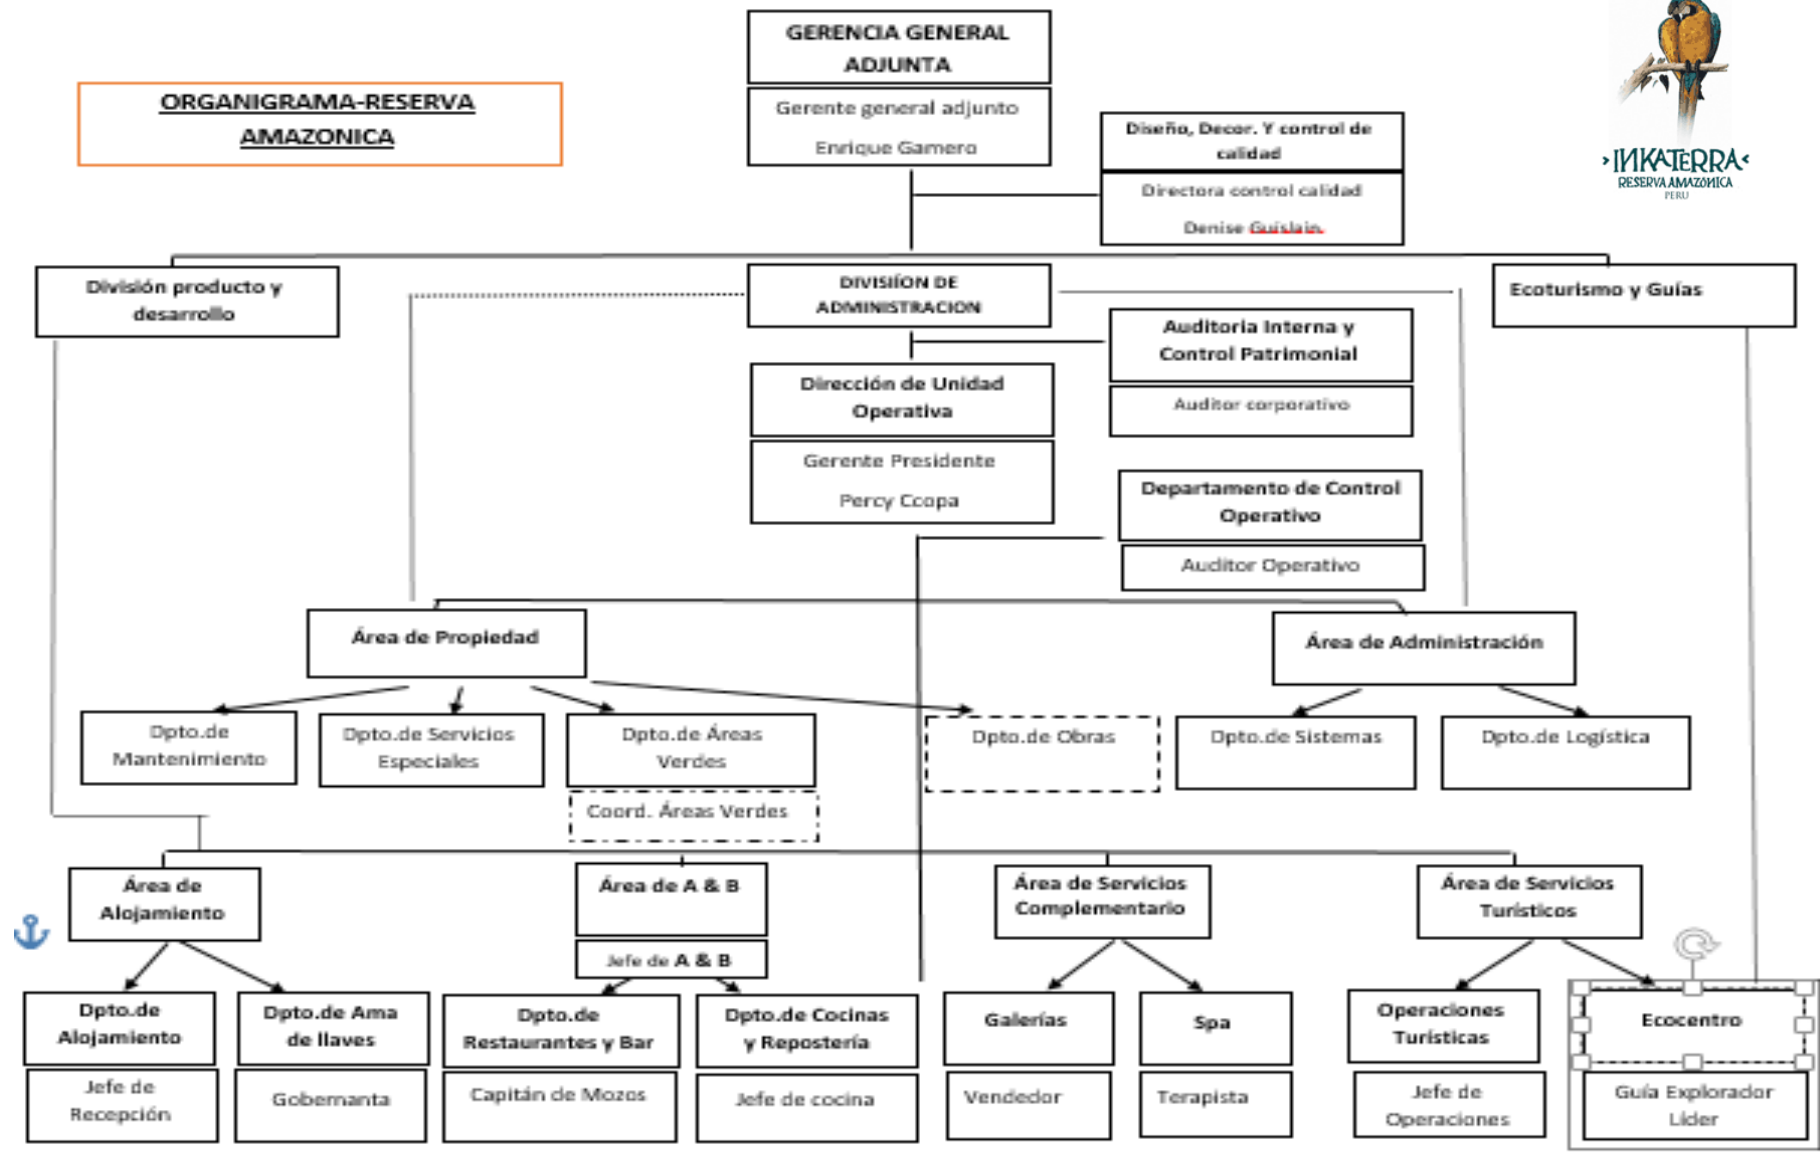 GERENCIA GENERAL
ADJUNTA
Gerente general adjunto
Enrique Gamero
ORGANIGRAMA-RESERVA
AMAZONICA
Diseño, Decor. Y control de
calidad
Directora control calidad
Denise Guislain.
INKATERRA
RESERVA AMAZONICA
PERU
División producto y
desarrollo
DIVISIÍON DE
ADMINISTRACION
Ecoturismo y Guías
Auditoria Interna y
Control Patrimonial
Auditor corporativo
Dirección de Unidad
Operativa
Gerente Presidente
Percy Ccopa
Departamento de Control
Operativo
Auditor Operativo
Área de Propiedad
Área de Administración
Dpto.de
Mantenimiento
Dpto.de Servicios
Especiales
Dpto.de Áreas
Verdes
Coord. Áreas Verdes
Dpto.de Obras
Dpto.de Sistemas
Dpto.de Logística
Área de
Alojamiento
Área de A & B
Jefe de A & B
Área de Servicios
Complementario
Área de Servicios
Turísticos
Dpto.de
Alojamiento
Jefe de
Recepción
Dpto.de Ama
de llaves
Gobernanta
Dpto.de
Restaurantes y Bar
Capitán de Mozos
Dpto.de Cocinas
y Repostería
Jefe de cocina
Galerías
Vendedor
Spa
Terapista
Operaciones
Turísticas
Jefe de
Operaciones
Ecocentro
Guía Explorador
Líder